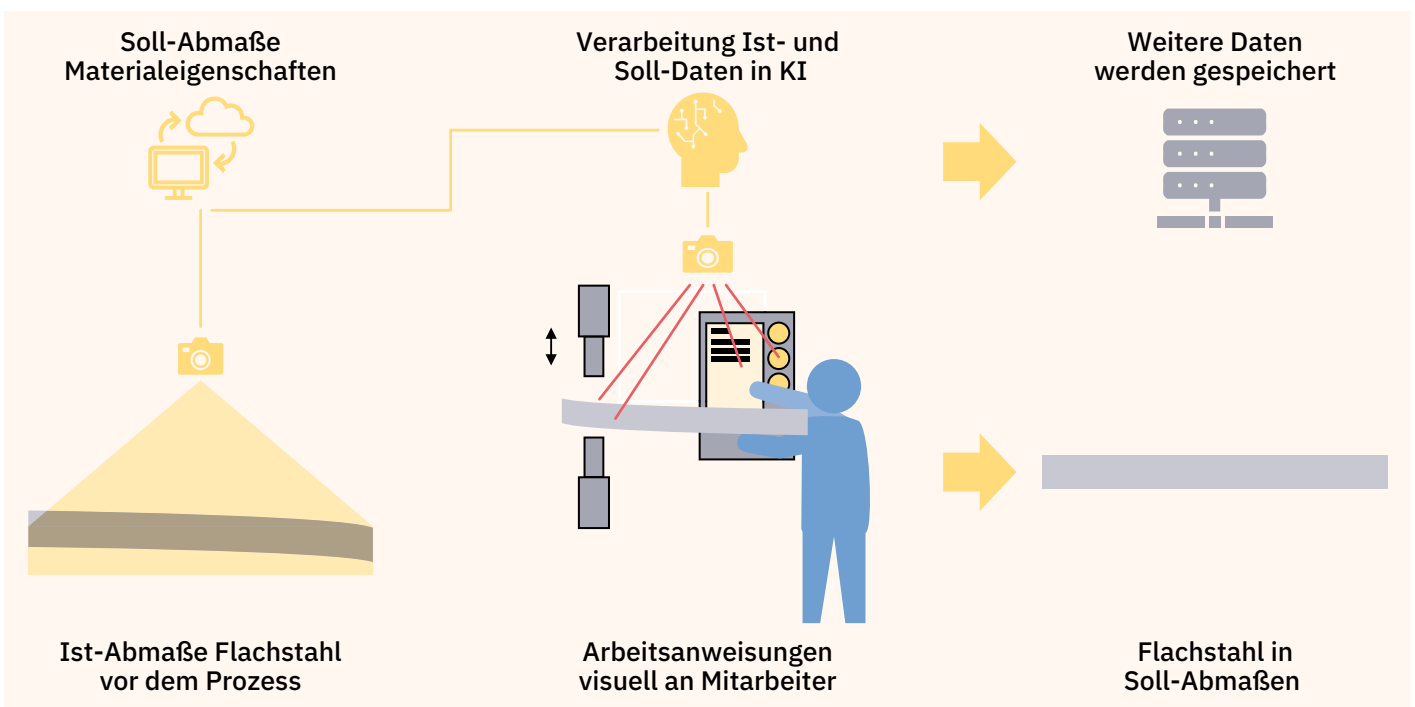 Soll-Abmaße
Materialeigenschaften
Verarbeitung Ist- und
Soll-Daten in KI
Weitere Daten
werden gespeichert
Ist-Abmaße Flachstahl
vor dem Prozess
Arbeitsanweisungen
visuell an Mitarbeiter
Flachstahl in
Soll-Abmaßen